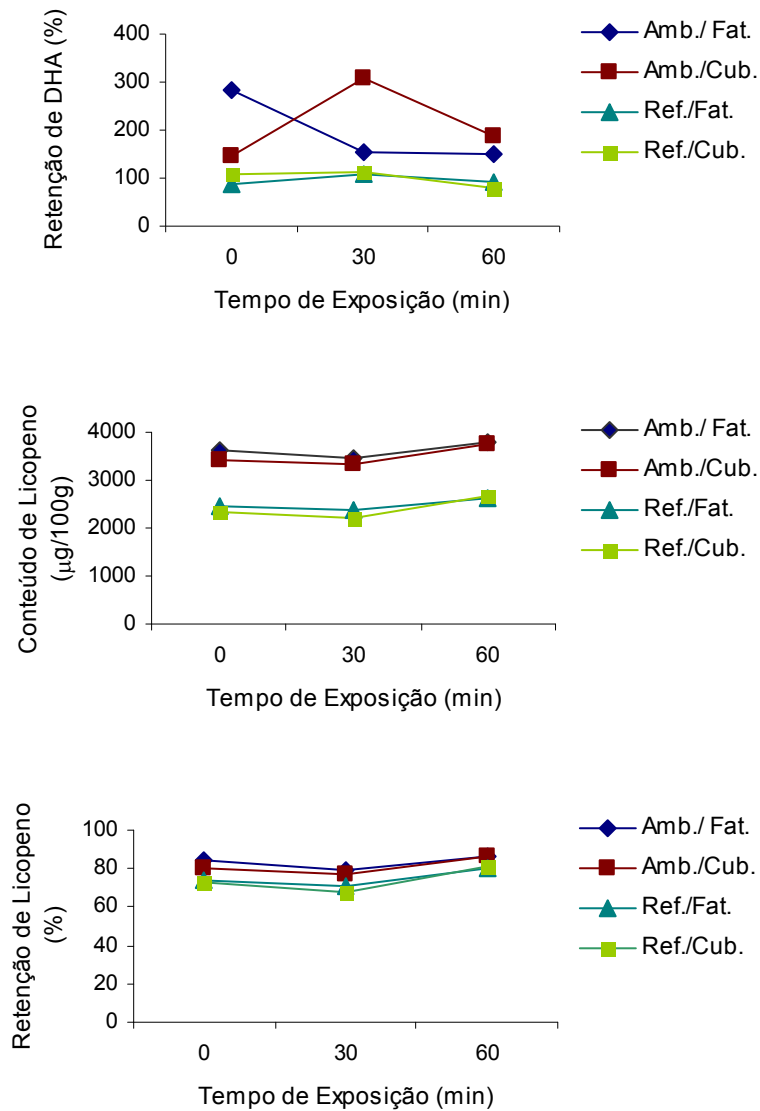 Retenção de DHA (%)
400
300
200
100
0
0 30 60
Tempo de Exposição (min)
Amb./ Fat.
Amb./Cub.
Ref./Fat.
Ref./Cub.
Conteúdo de Licopeno
(µg/100g)
4000
3000
2000
1000
0
0 30 60
Tempo de Exposição (min)
Amb./ Fat.
Amb./Cub.
Ref./Fat.
Ref./Cub.
Retenção de Licopeno
(%)
100
80
60
40
20
0
0 30 60
Tempo de Exposição (min)
Amb./ Fat.
Amb./Cub.
Ref./Fat.
Ref./Cub.